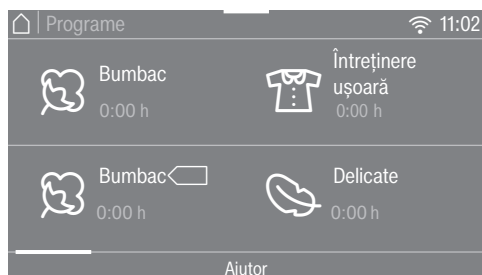 Programe 11:02
Bumbac
0:00 h
Întreținere
ușoară
0:00 h
Bumbac
0:00 h
Delicate
0:00 h
Ajutor